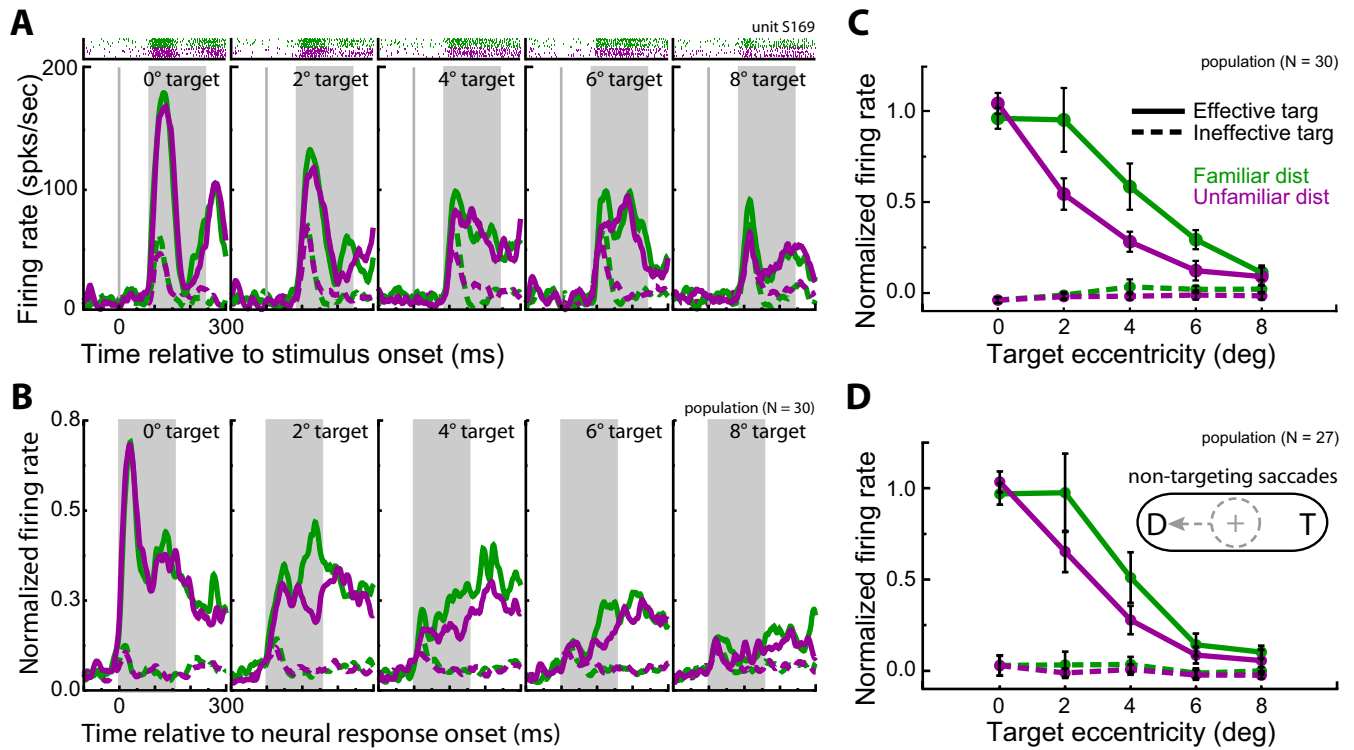 A
unit S169
200
100
50
0
Firing rate (spks/sec)
0° target
2° target
4° target
6° target
8° target
0
300
Time relative to stimulus onset (ms)
B
population (N = 30)
0.8
0.5
0.3
0.0
Normalized firing rate
0° target
2° target
4° target
6° target
8° target
0
300
Time relative to neural response onset (ms)
C
population (N = 30)
Effective targ
Ineffective targ
Familiar dist
Unfamiliar dist
1.0
0.5
0.0
Normalized firing rate
0 2 4 6 8
Target eccentricity (deg)
D
population (N = 27)
non-targeting saccades
D + T
1.0
0.5
0.0
Normalized firing rate
0 2 4 6 8
Target eccentricity (deg)